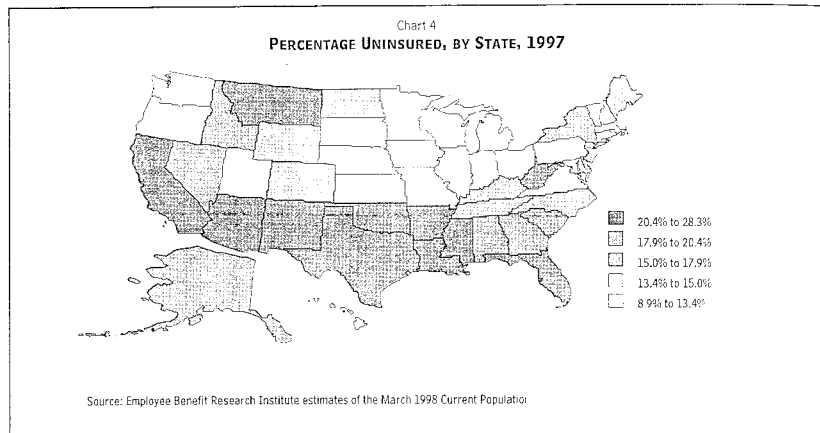 Chart 4
PERCENTAGE UNINSURED, BY STATE, 1997
20.4% to 28.3%
17.9% to 20.4%
15.0% to 17.9%
13.4% to 15.0%
8.9% to 13.4%
Source: Employee Benefit Research Institute estimates of the March 1998 Current Population